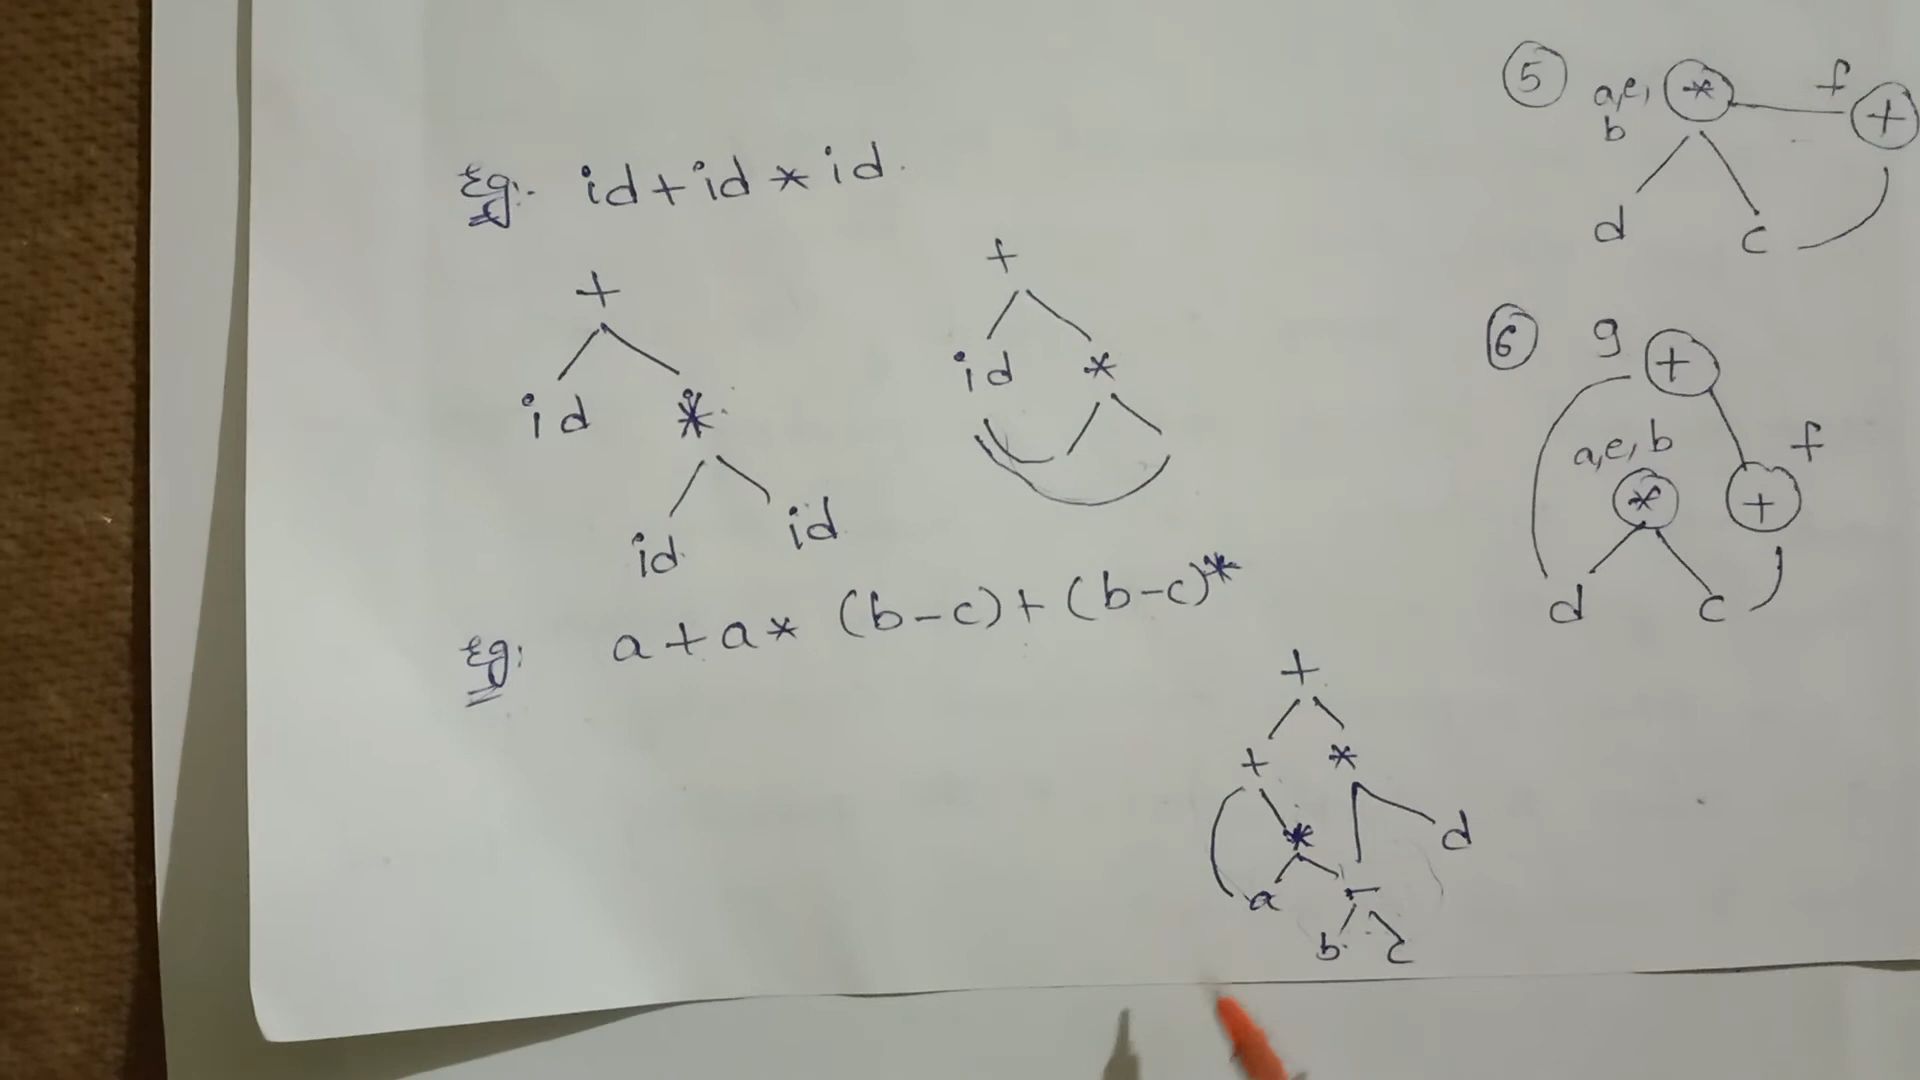 Eg:- id + id * id.
+
id *
id id
+
id *
Eg: a + a * (b-c) + (b-c)*
+
+ *
* d
a -
b c
5 a,e, * f +
b
d c
6 g +
a,e,b f
* +
d c